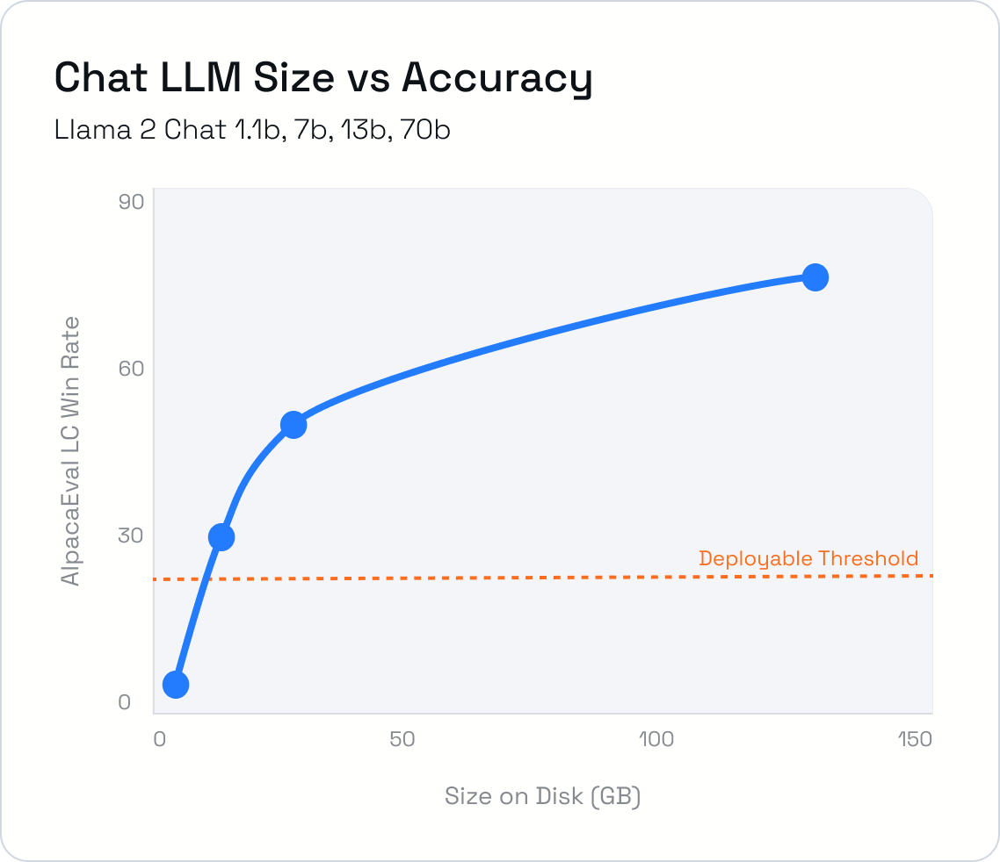 Chat LLM Size vs Accuracy
Llama 2 Chat 1.1b, 7b, 13b, 70b
90
60
30
0
AlpacaEval LC Win Rate
Deployable Threshold
0 50 100 150
Size on Disk (GB)